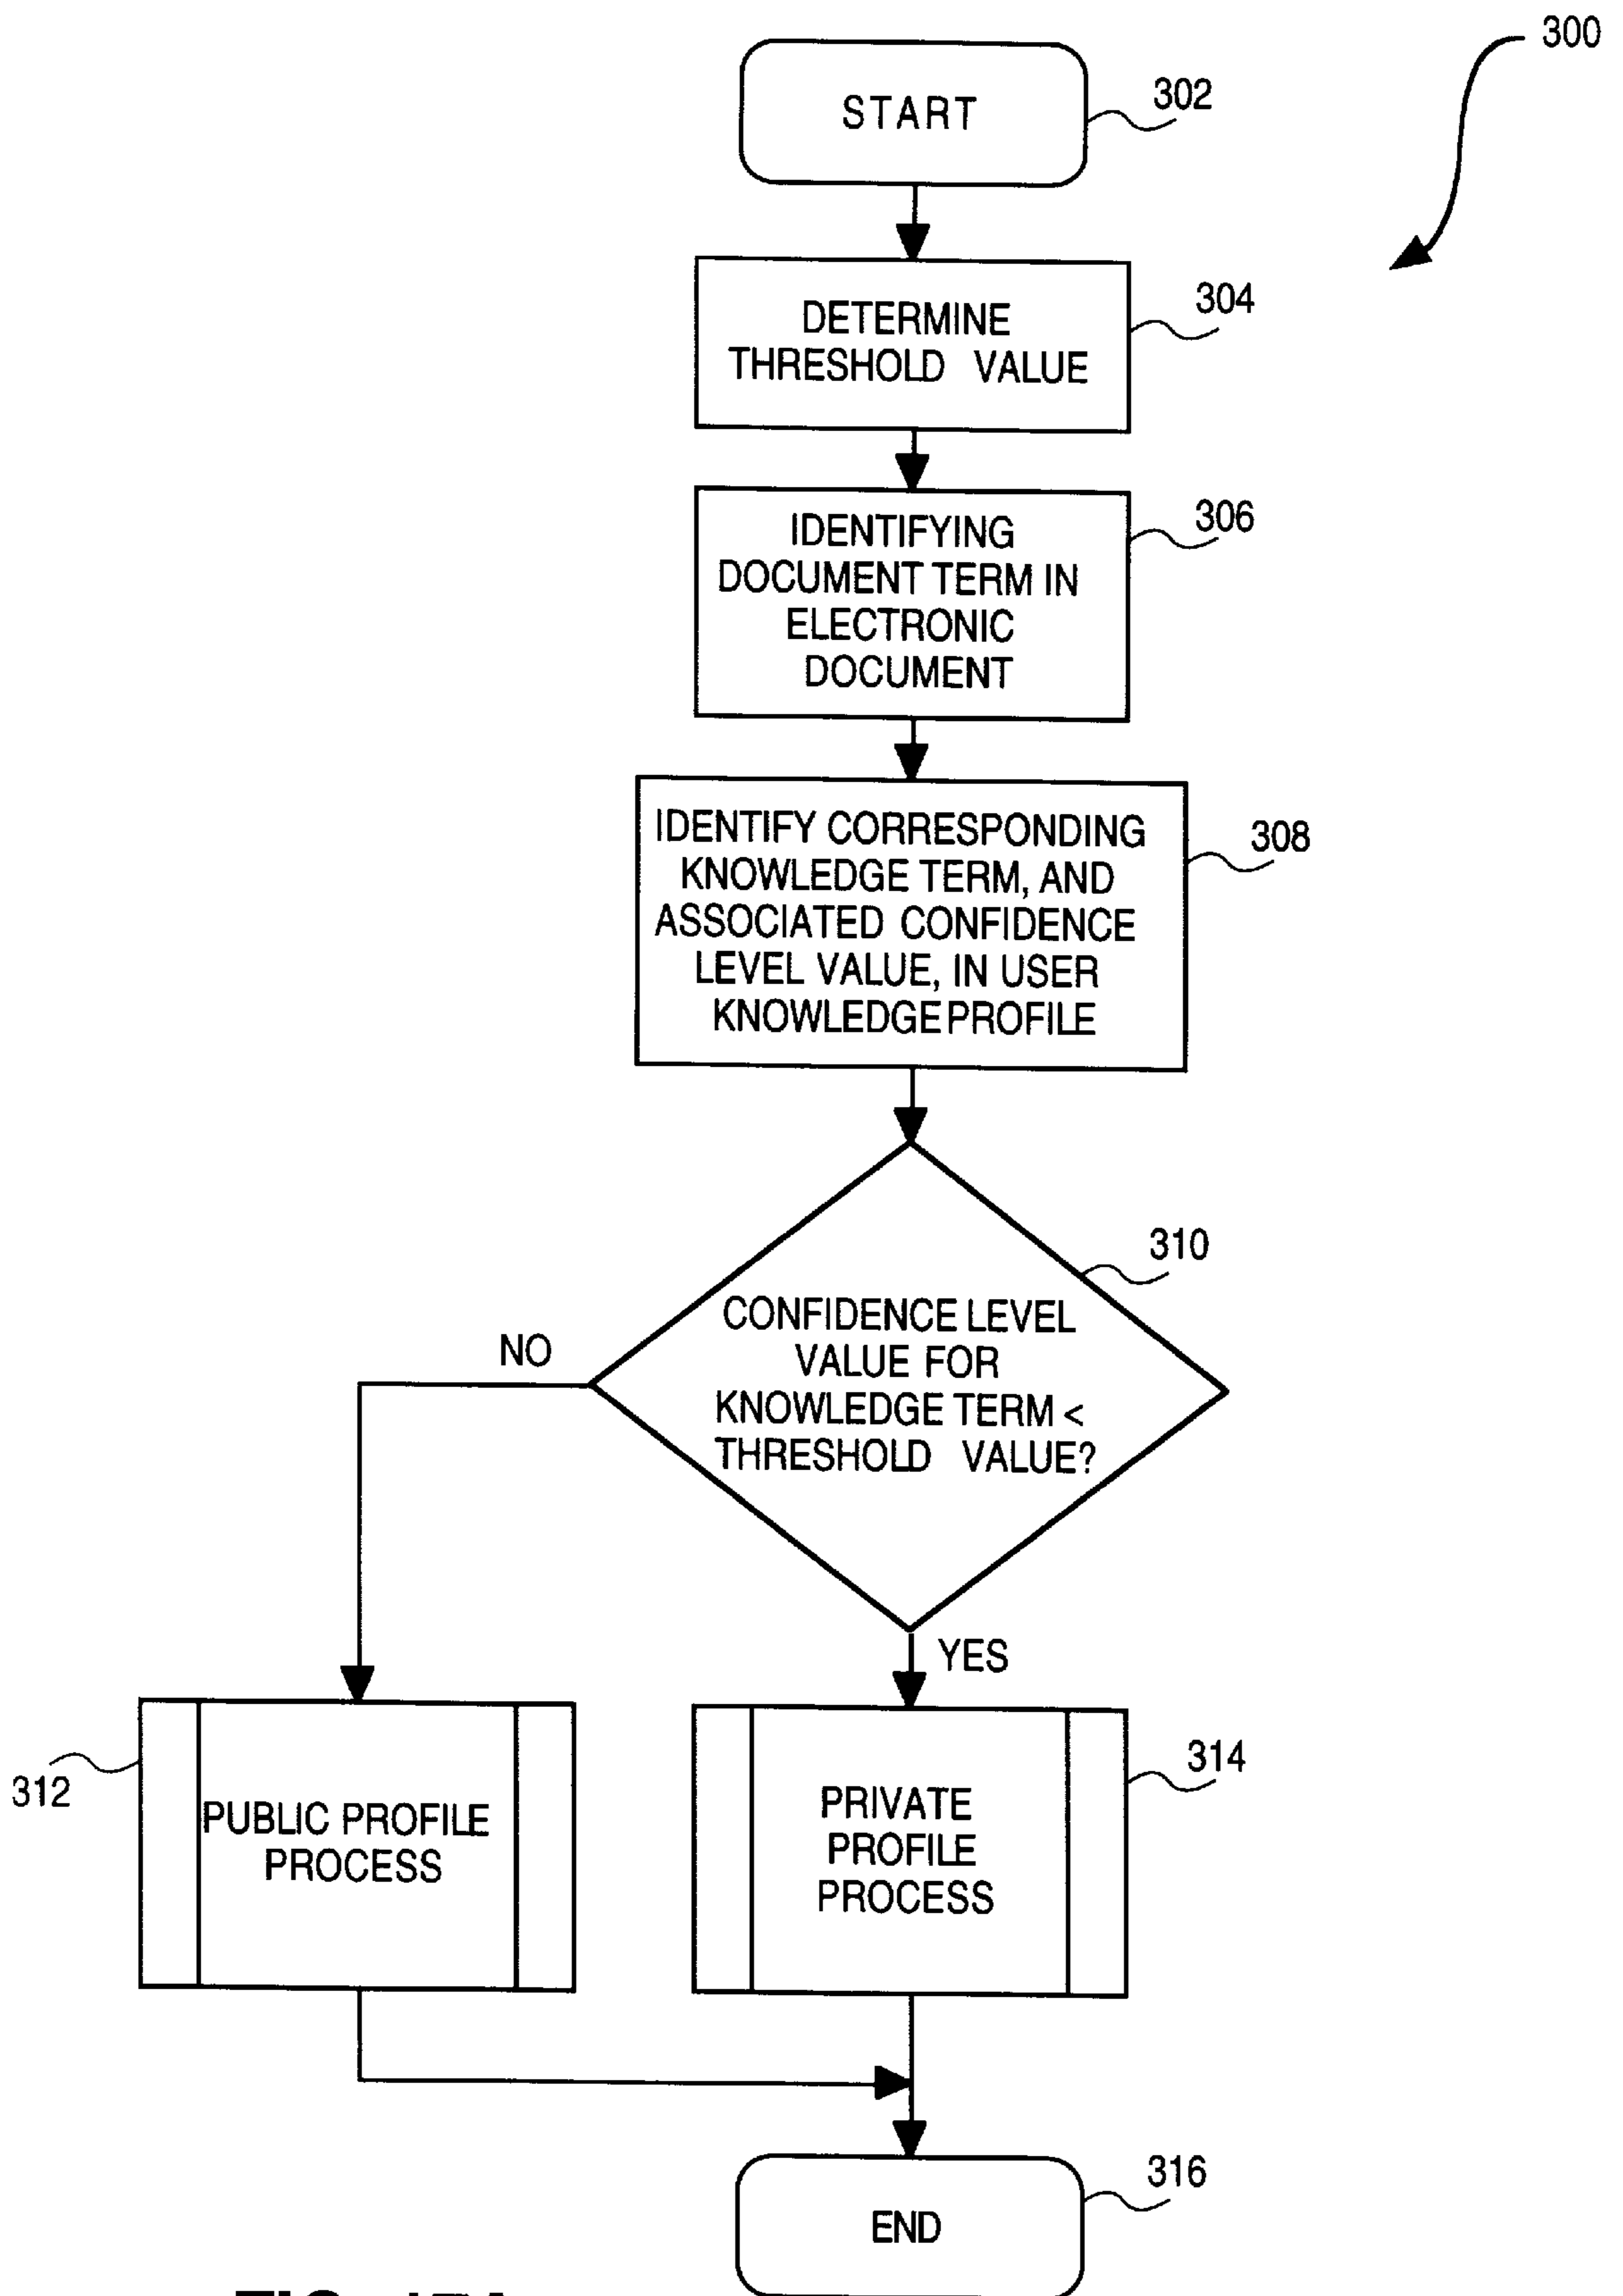 300
START
302
DETERMINE
THRESHOLD VALUE
304
IDENTIFYING
DOCUMENT TERM IN
ELECTRONIC
DOCUMENT
306
IDENTIFY CORRESPONDING
KNOWLEDGE TERM, AND
ASSOCIATED CONFIDENCE
LEVEL VALUE, IN USER
KNOWLEDGE PROFILE
308
310
CONFIDENCE LEVEL
VALUE FOR
KNOWLEDGE TERM <
THRESHOLD VALUE?
NO
YES
312
PUBLIC PROFILE
PROCESS
PRIVATE
PROFILE
PROCESS
314
END
316